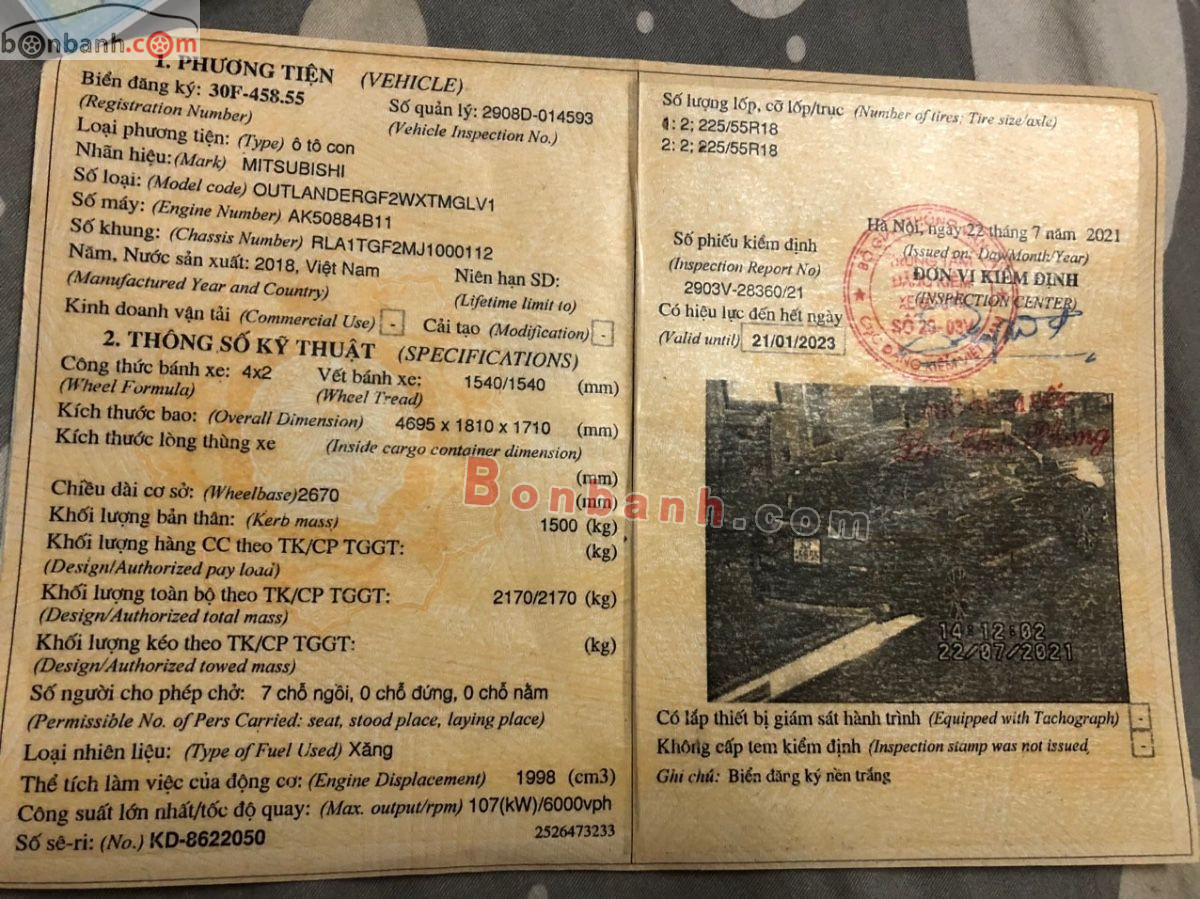 bonbanh.com
1. PHƯƠNG TIỆN (VEHICLE)
Biển đăng ký: 30F-458.55 Số quản lý: 2908D-014593
(Registration Number) (Vehicle Inspection No.)
Loại phương tiện: (Type) ô tô con
Nhãn hiệu: (Mark) MITSUBISHI
Số loại: (Model code) OUTLANDERGF2WXTMGLV1
Số máy: (Engine Number) AK50884B11
Số khung: (Chassis Number) RLA1TGF2MJ1000112
Năm, Nước sản xuất: 2018, Việt Nam Niên hạn SD:
(Manufactured Year and Country) (Lifetime limit to)
Kinh doanh vận tải (Commercial Use) - Cải tạo (Modification) -
2. THÔNG SỐ KỸ THUẬT (SPECIFICATIONS)
Công thức bánh xe: 4x2 Vết bánh xe: 1540/1540 (mm)
(Wheel Formula) (Wheel Tread)
Kích thước bao: (Overall Dimension) 4695 x 1810 x 1710 (mm)
Kích thước lòng thùng xe (Inside cargo container dimension)
(mm)
Chiều dài cơ sở: (Wheelbase) 2670 (mm)
Khối lượng bản thân: (Kerb mass) 1500 (kg)
Khối lượng hàng CC theo TK/CP TGGT: (kg)
(Design/Authorized pay load)
Khối lượng toàn bộ theo TK/CP TGGT: 2170/2170 (kg)
(Design/Authorized total mass)
Khối lượng kéo theo TK/CP TGGT: (kg)
(Design/Authorized towed mass)
Số người cho phép chở: 7 chỗ ngồi, 0 chỗ đứng, 0 chỗ nằm
(Permissible No. of Pers Carried: seat, stood place, laying place)
Loại nhiên liệu: (Type of Fuel Used) Xăng
Thể tích làm việc của động cơ: (Engine Displacement) 1998 (cm3)
Công suất lớn nhất/tốc độ quay: (Max. output/rpm) 107(kW)/6000vph
Số sê-ri: (No.) KD-8622050 2526473233
Số lượng lốp, cỡ lốp/trục (Number of tires; Tire size/axle)
1: 2; 225/55R18
2: 2; 225/55R18
Hà Nội, ngày 22 tháng 7 năm 2021
Số phiếu kiểm định (Issued on: Day/Month/Year)
(Inspection Report No) ĐƠN VỊ KIỂM ĐỊNH
2903V-28360/21 (INSPECTION CENTER)
Có hiệu lực đến hết ngày
(Valid until) 21/01/2023
ĐĂNG KIỂM
SỐ 29-03V
CỤC ĐĂNG KIỂM VIỆT
Bonbanh.com
14:12:02
22/07/2021
Có lắp thiết bị giám sát hành trình (Equipped with Tachograph) -
Không cấp tem kiểm định (Inspection stamp was not issued, -
Ghi chú: Biển đăng ký nền trắng